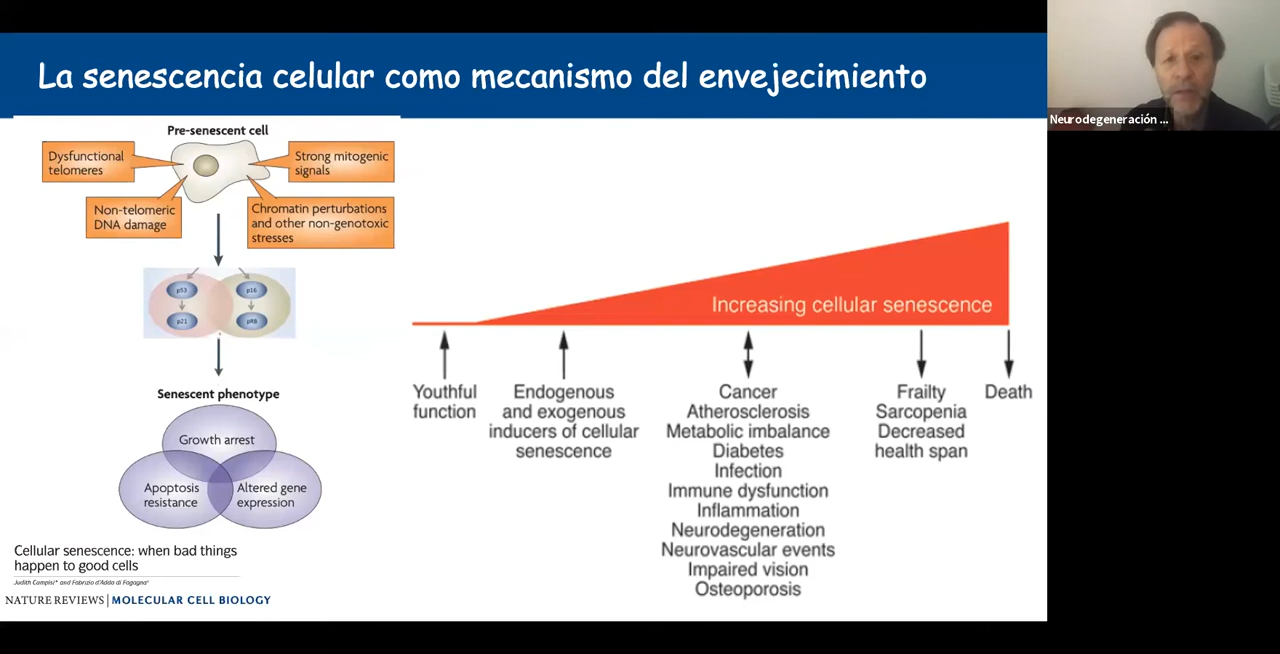 La senescencia celular como mecanismo del envejecimiento
Neurodegeneración ...
Pre-senescent cell
Dysfunctional
telomeres
Strong mitogenic
signals
Non-telomeric
DNA damage
Chromatin perturbations
and other non-genotoxic
stresses
p53
p16
p21
pRB
Senescent phenotype
Growth arrest
Apoptosis
resistance
Altered gene
expression
Cellular senescence: when bad things
happen to good cells
Judith Campisi* and Fabrizio d'Adda di Fagagna‡
NATURE REVIEWS | MOLECULAR CELL BIOLOGY
Increasing cellular senescence
Youthful
function
Endogenous
and exogenous
inducers of cellular
senescence
Cancer
Atherosclerosis
Metabolic imbalance
Diabetes
Infection
Immune dysfunction
Inflammation
Neurodegeneration
Neurovascular events
Impaired vision
Osteoporosis
Frailty
Sarcopenia
Decreased
health span
Death